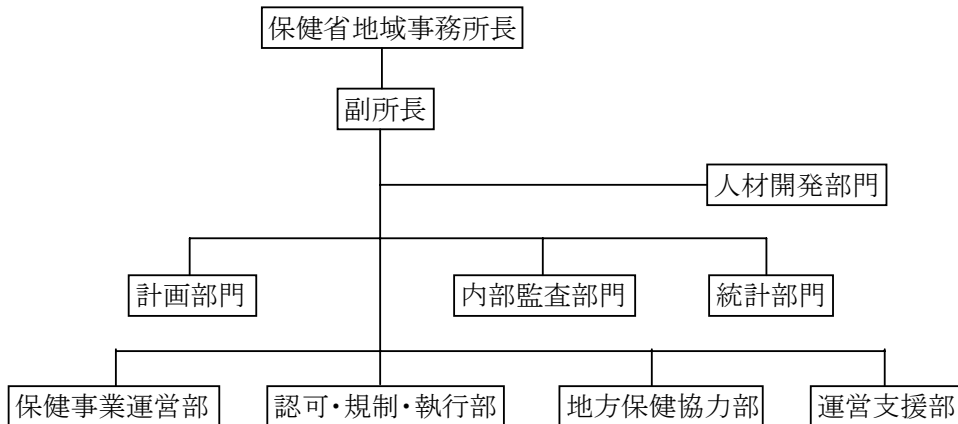 保健省地域事務所長
副所長
人材開発部門
計画部門
内部監査部門
統計部門
保健事業運営部
認可・規制・執行部
地方保健協力部
運営支援部